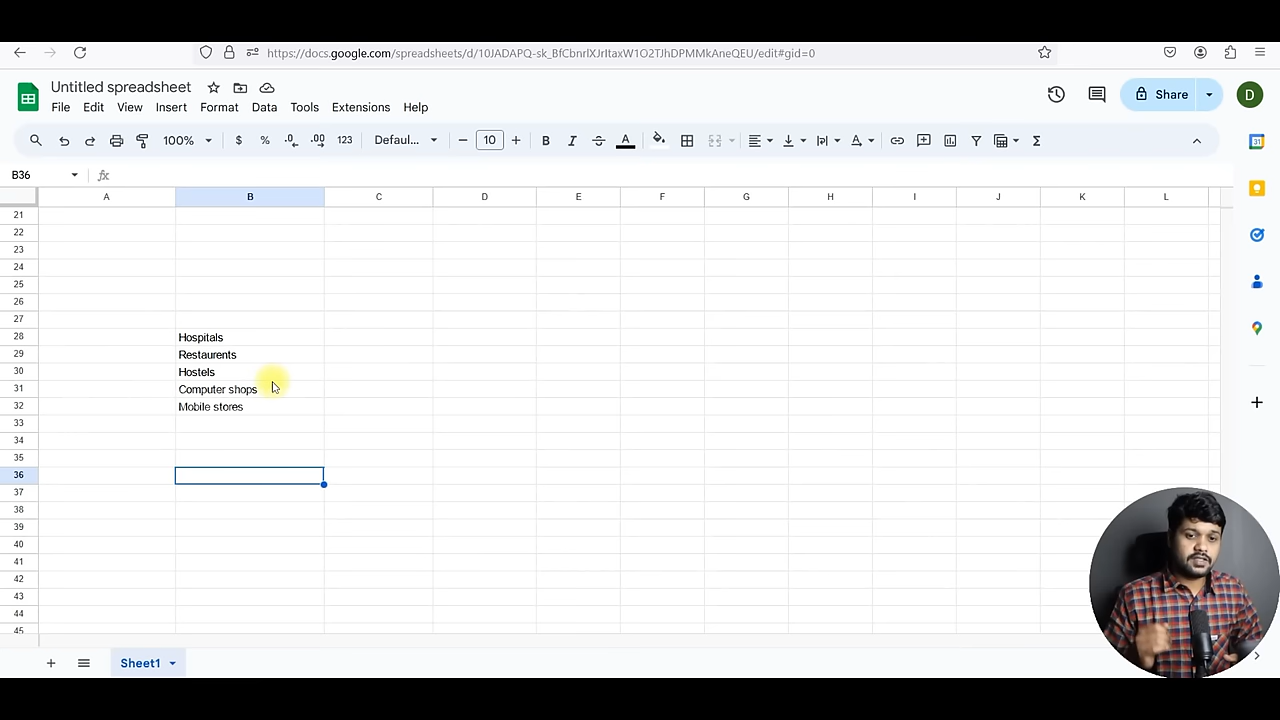 https://docs.google.com/spreadsheets/d/10JADAPQ-sk_BfCbnrlXJrItaxW1O2TJhDPMMkAneQEU/edit#gid=0
Untitled spreadsheet
File Edit View Insert Format Data Tools Extensions Help
Share
D
100% $ % .0 .00 123 Defaul... 10 B I S A Σ
31
B36 fx
A B C D E F G H I J K L
21
22
23
24
25
26
27
28 Hospitals
29 Restaurents
30 Hostels
31 Computer shops
32 Mobile stores
33
34
35
36
37
38
39
40
41
42
43
44
45
Sheet1